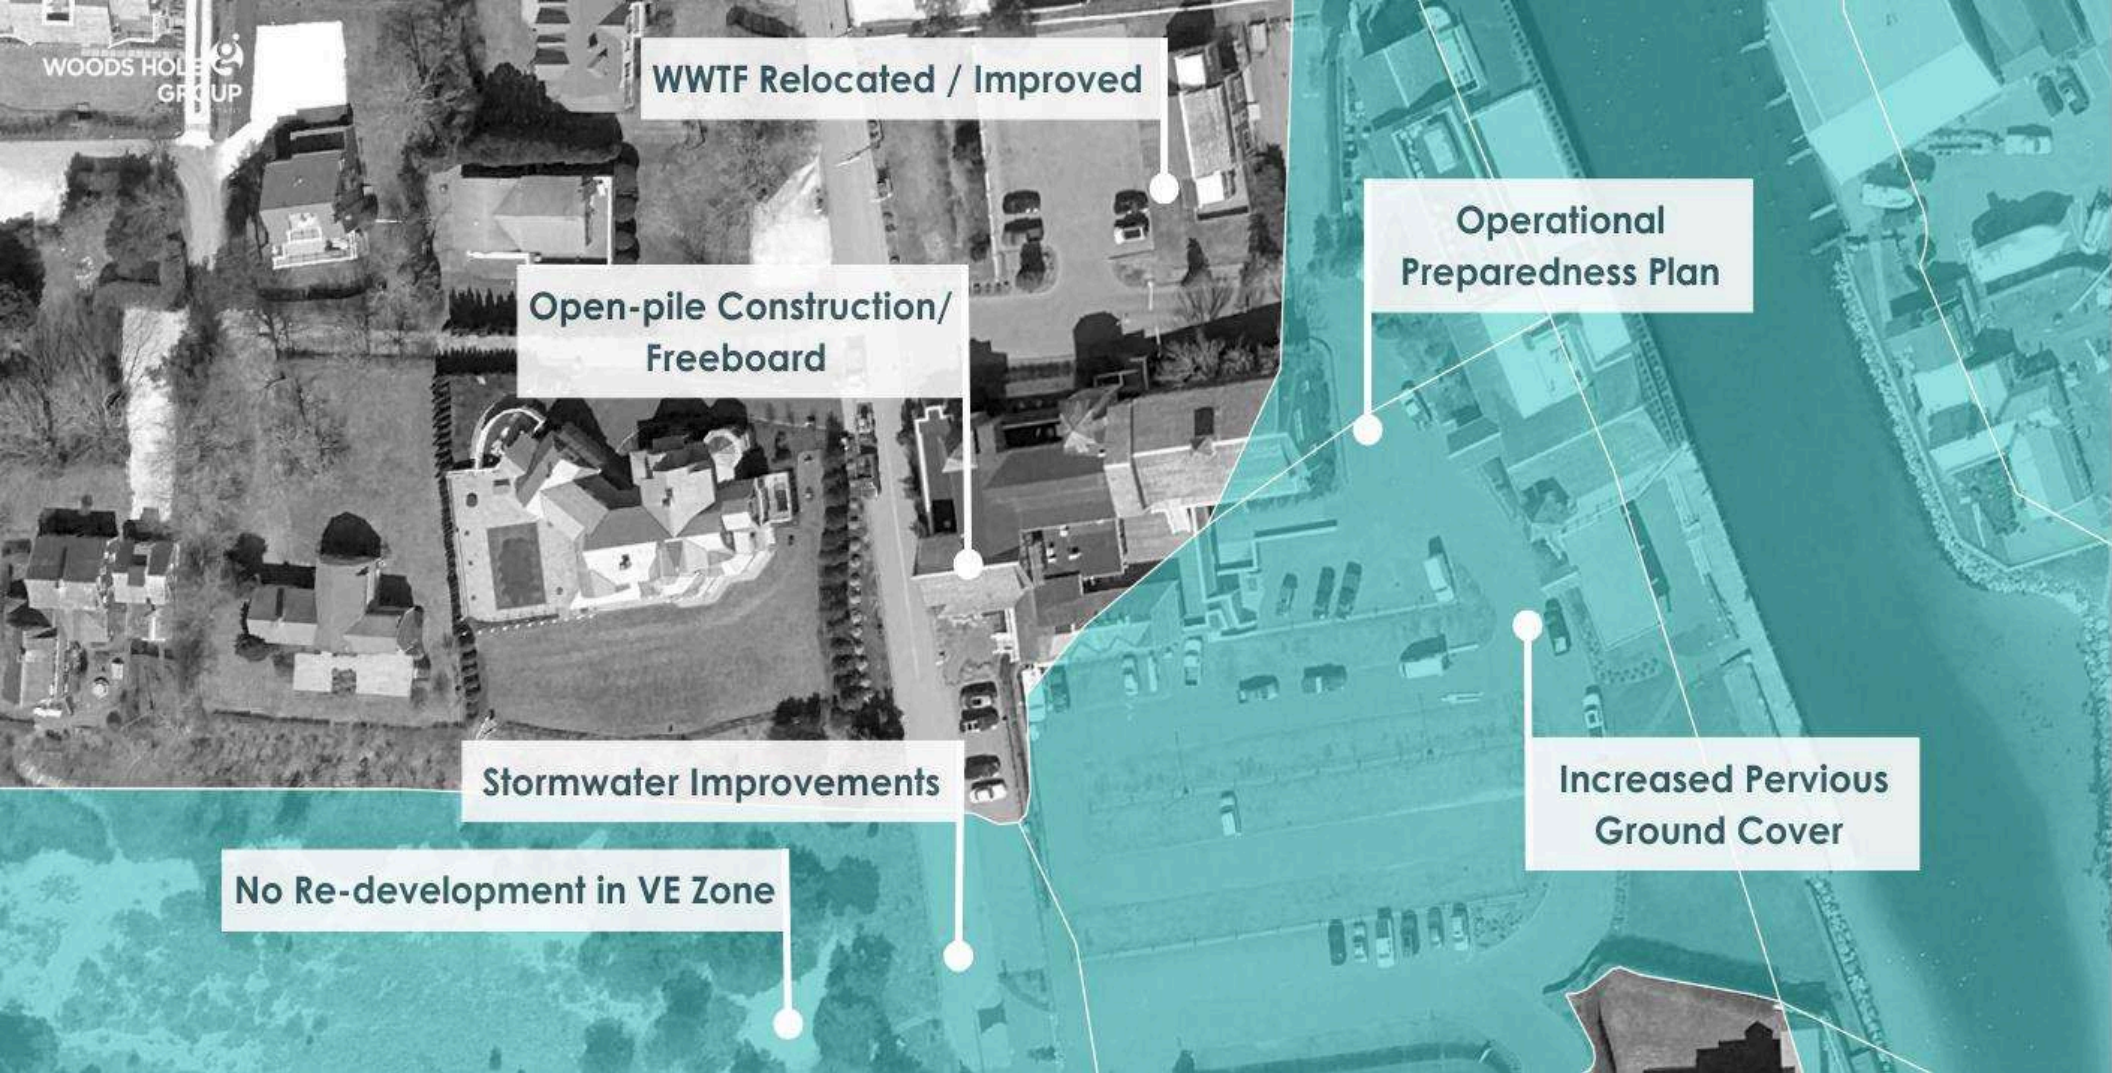 WOODS HOLE
GROUP
WWTF Relocated / Improved
Operational
Preparedness Plan
Open-pile Construction/
Freeboard
Stormwater Improvements
Increased Pervious
Ground Cover
No Re-development in VE Zone